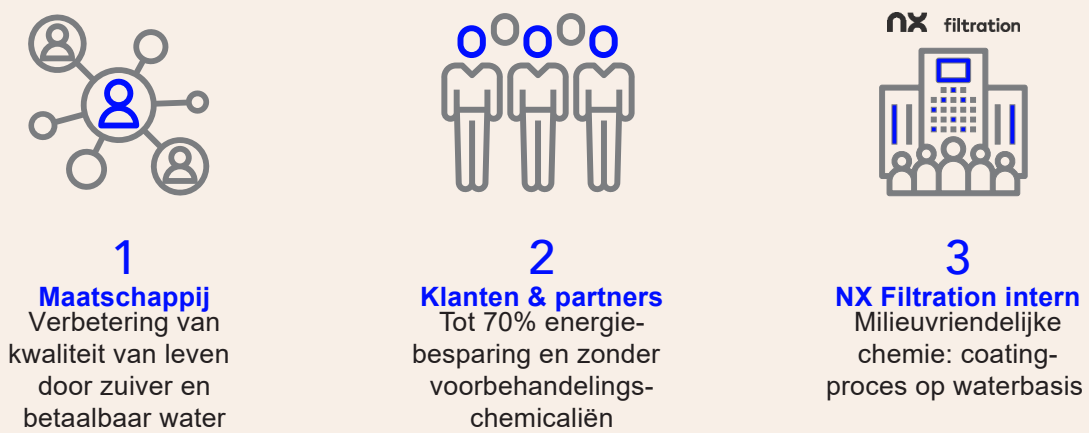 nx filtration
1
Maatschappij
Verbetering van
kwaliteit van leven
door zuiver en
betaalbaar water
2
Klanten & partners
Tot 70% energie-
besparing en zonder
voorbehandelings-
chemicaliën
3
NX Filtration intern
Milieuvriendelijke
chemie: coating-
proces op waterbasis